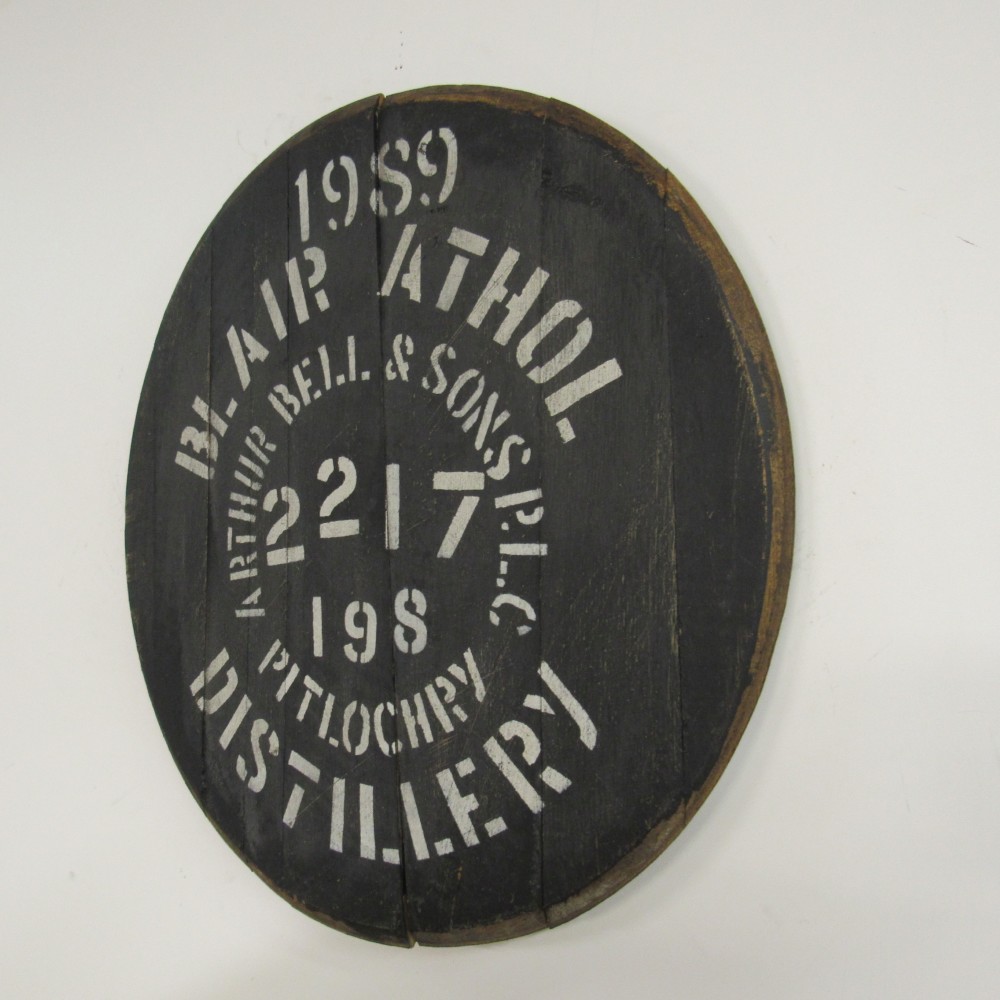 1989
BLAIR ATHOL
ARTHUR BELL & SONS P.L.C
2217
198
PITLOCHRY
DISTILLERY